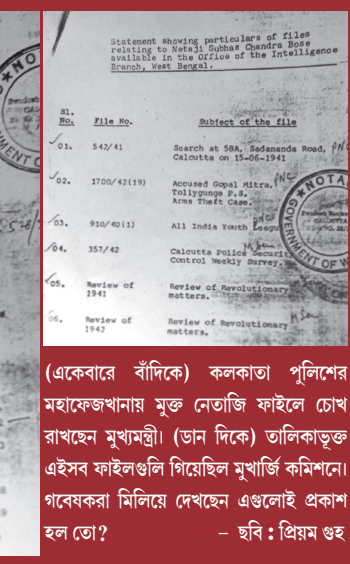 Statement showing particulars of files
relating to Netaji Subhas Chandra Bose
available in the Office of the Intelligence
Branch, West Bengal.
Sl. No. File No. Subject of the file
01. 542/41 Search at 58A, Sadananda Road,
Calcutta on 15-06-1941
02. 1700/42(19) Accused Gopal Mitra.
Tollygunge P.S.
Arms Theft Case.
03. 910/40(1) All India Youth
04. 357/42 Calcutta Police Security
Control Weekly Survey.
05. Review of 1941 Review of Revolutionary
matters.
06. Review of 1942 Review of Revolutionary
matters.
NOTA
GOVERNMENT OF W
(একেবারে বাঁদিকে) কলকাতা পুলিশের
মহাফেজখানায় মুক্ত নেতাজি ফাইলে চোখ
রাখছেন মুখ্যমন্ত্রী। (ডান দিকে) তালিকাভূক্ত
এইসব ফাইলগুলি গিয়েছিল মুখার্জি কমিশনে।
গবেষকরা মিলিয়ে দেখছেন এগুলোই প্রকাশ
হল তো? – ছবি : প্রিয়ম গুহ